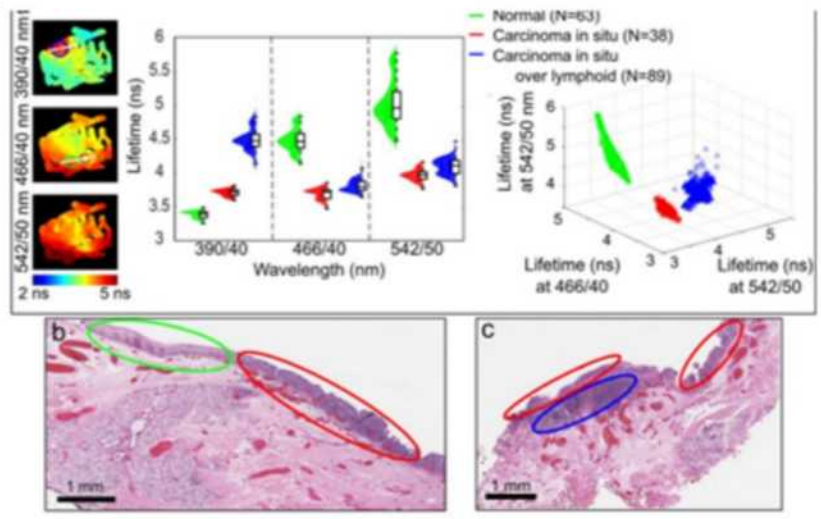 390/40 nm1
466/40 nm
542/50 nm
2 ns 5 ns
Lifetime (ns)
6
5.5
5
4.5
4
3.5
3
390/40 466/40 542/50
Wavelength (nm)
Normal (N=63)
Carcinoma in situ (N=38)
Carcinoma in situ
over lymphoid (N=89)
Lifetime (ns)
at 542/50 nm
6
5
4
5
4
3
3
4
5
Lifetime (ns)
at 466/40
Lifetime (ns)
at 542/50
b
1 mm
c
1 mm